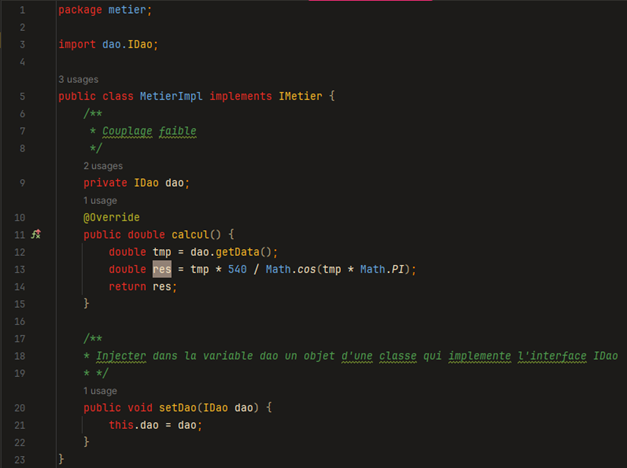 1 package metier;
2
3 import dao.IDao;
4
3 usages
5 public class MetierImpl implements IMetier {
6 /**
7 * Couplage faible
8 */
2 usages
9 private IDao dao;
1 usage
10 @Override
11 public double calcul() {
12 double tmp = dao.getData();
13 double res = tmp * 540 / Math.cos(tmp * Math.PI);
14 return res;
15 }
16
17 /**
18 * Injecter dans la variable dao un objet d'une classe qui implemente l'interface IDao
19 * */
1 usage
20 public void setDao(IDao dao) {
21 this.dao = dao;
22 }
23 }